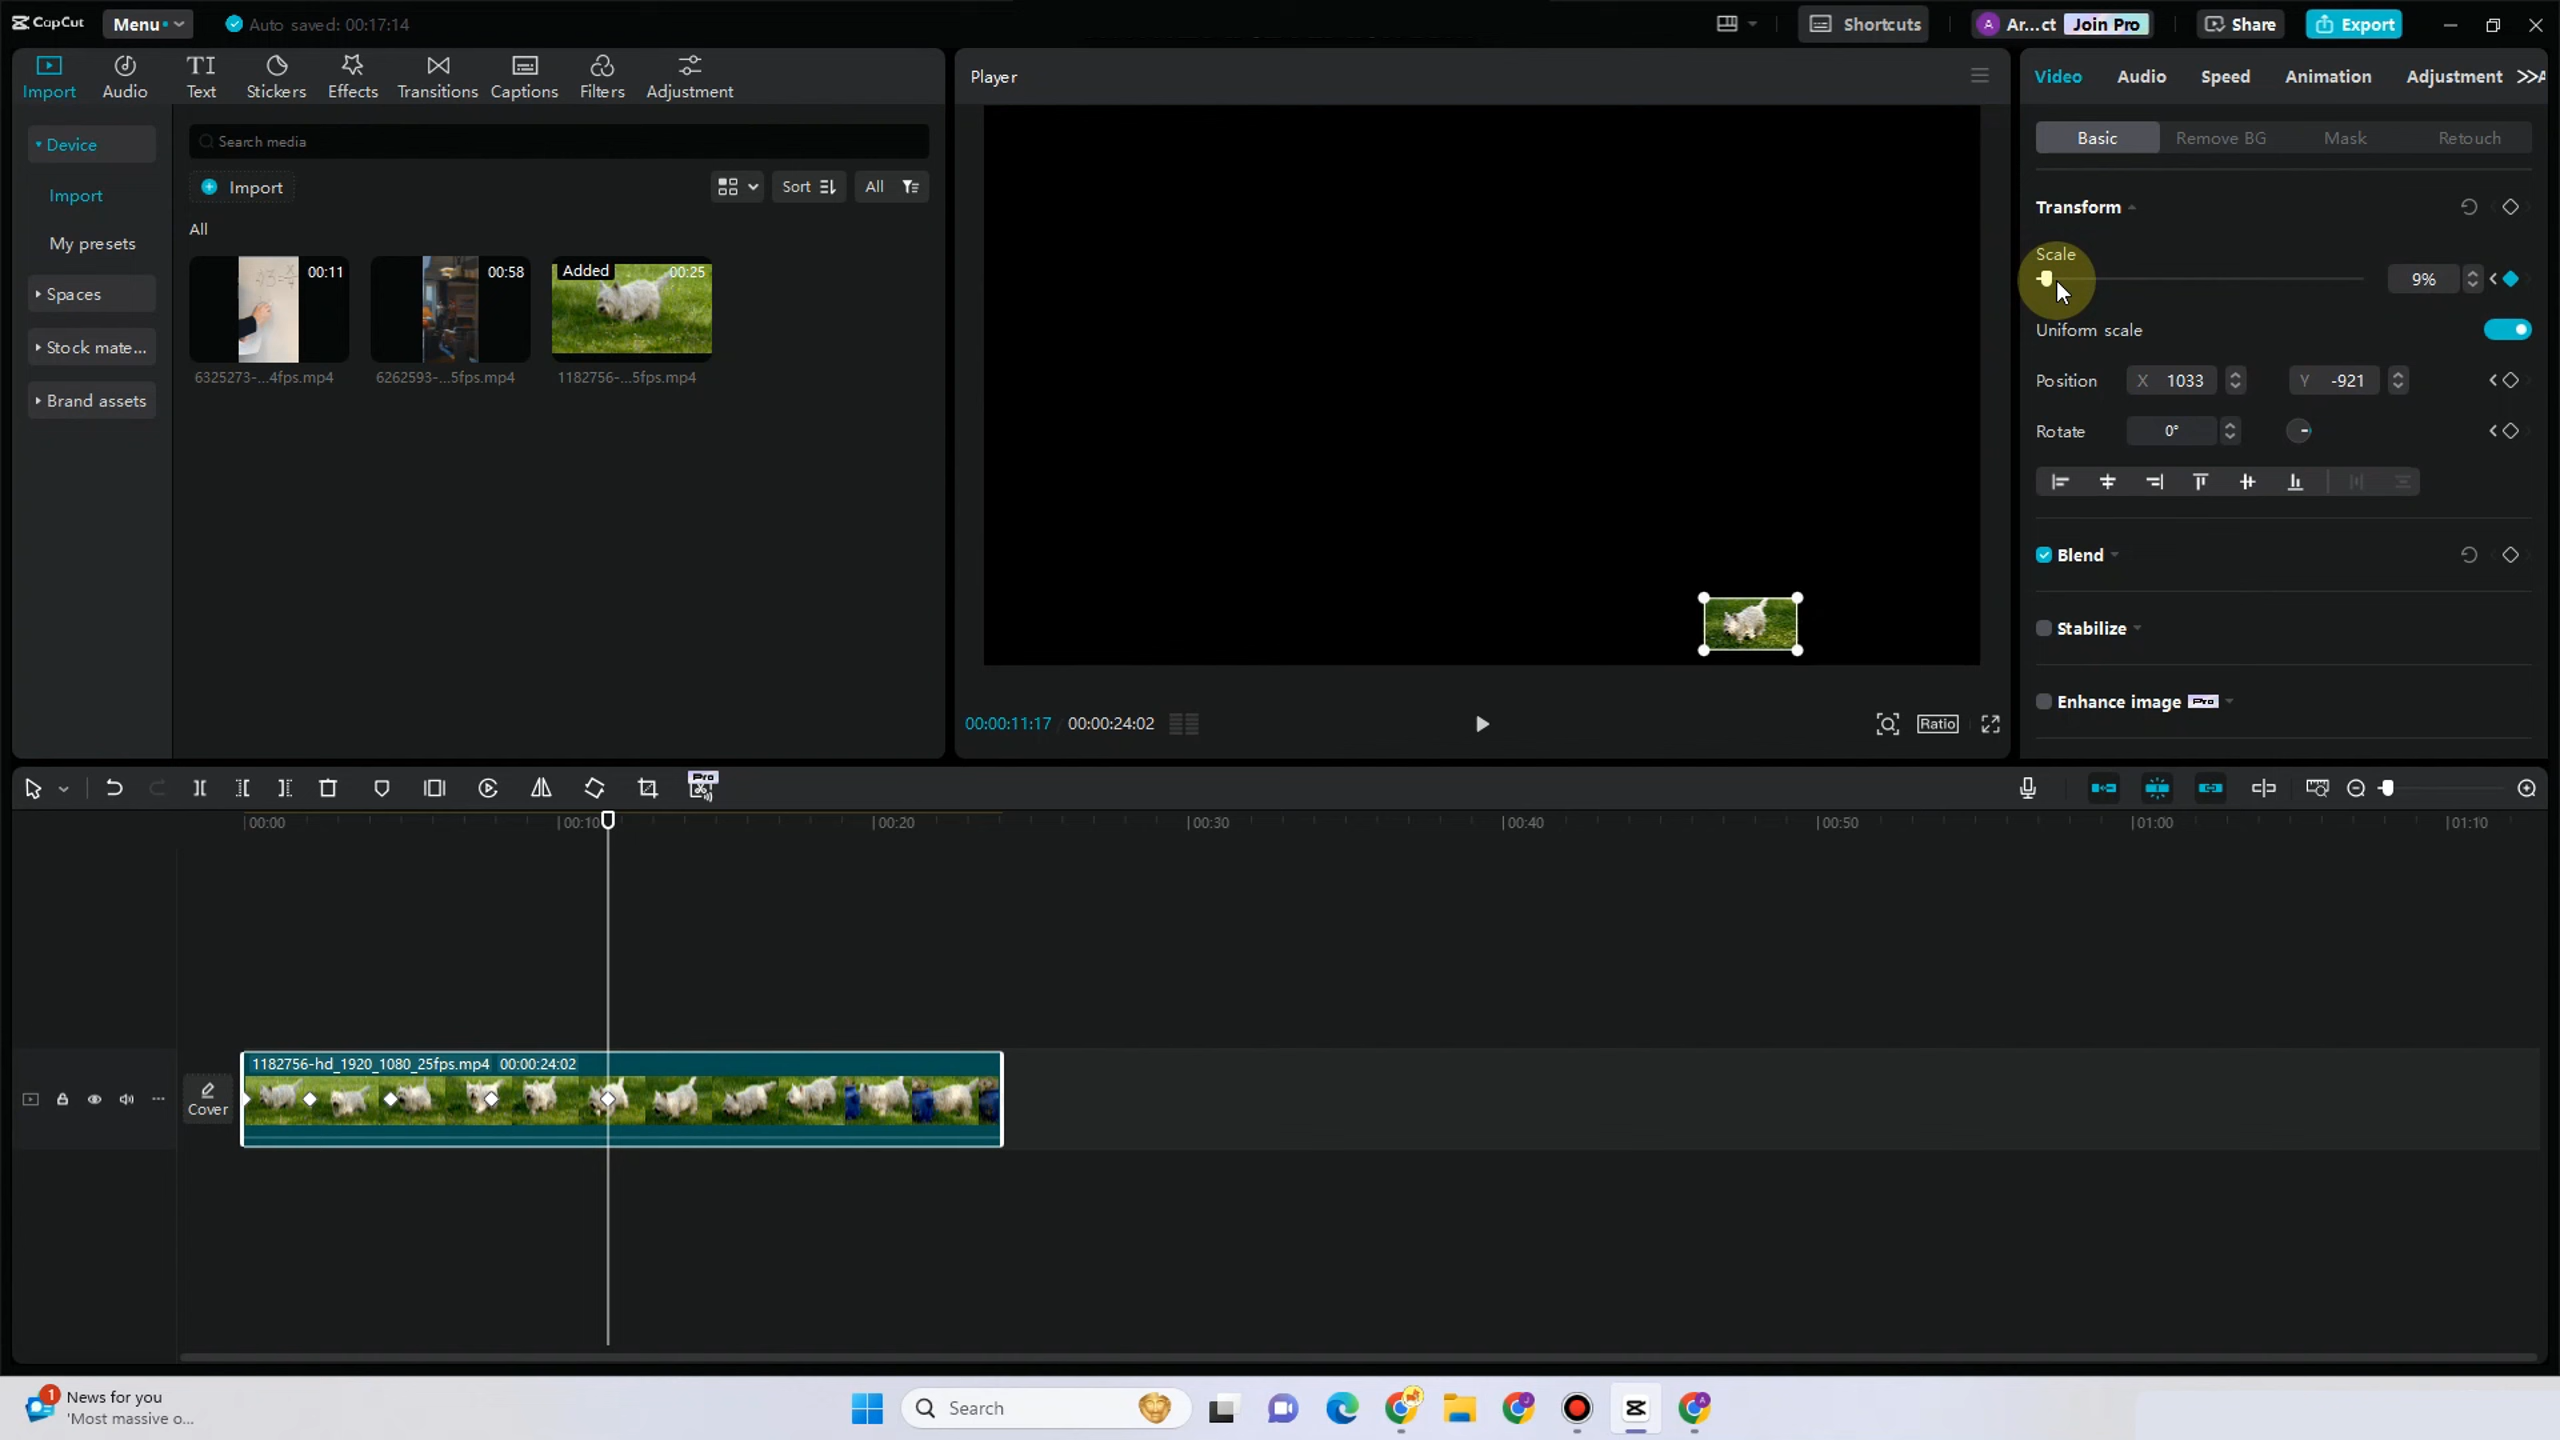 CapCut
Menu
Auto saved: 00:17:14
Shortcuts
A Ar...ct Join Pro
Share
Export
Import
Audio
Text
Stickers
Effects
Transitions
Captions
Filters
Adjustment
Device
Import
My presets
Spaces
Stock mate...
Brand assets
Search media
Import
Sort
All
All
00:11
00:58
Added 00:25
6325273-...4fps.mp4
6262593-...5fps.mp4
1182756-...5fps.mp4
Player
00:00:11:17 / 00:00:24:02
Ratio
Video
Audio
Speed
Animation
Adjustment
Basic
Remove BG
Mask
Retouch
Transform
Scale
9%
Uniform scale
Position X 1033 Y -921
Rotate 0°
Blend
Stabilize
Enhance image Pro
Pro
00:00
00:10
00:20
00:30
00:40
00:50
01:00
01:10
Cover
1182756-hd_1920_1080_25fps.mp4 00:00:24:02
1
News for you
'Most massive o...
Search